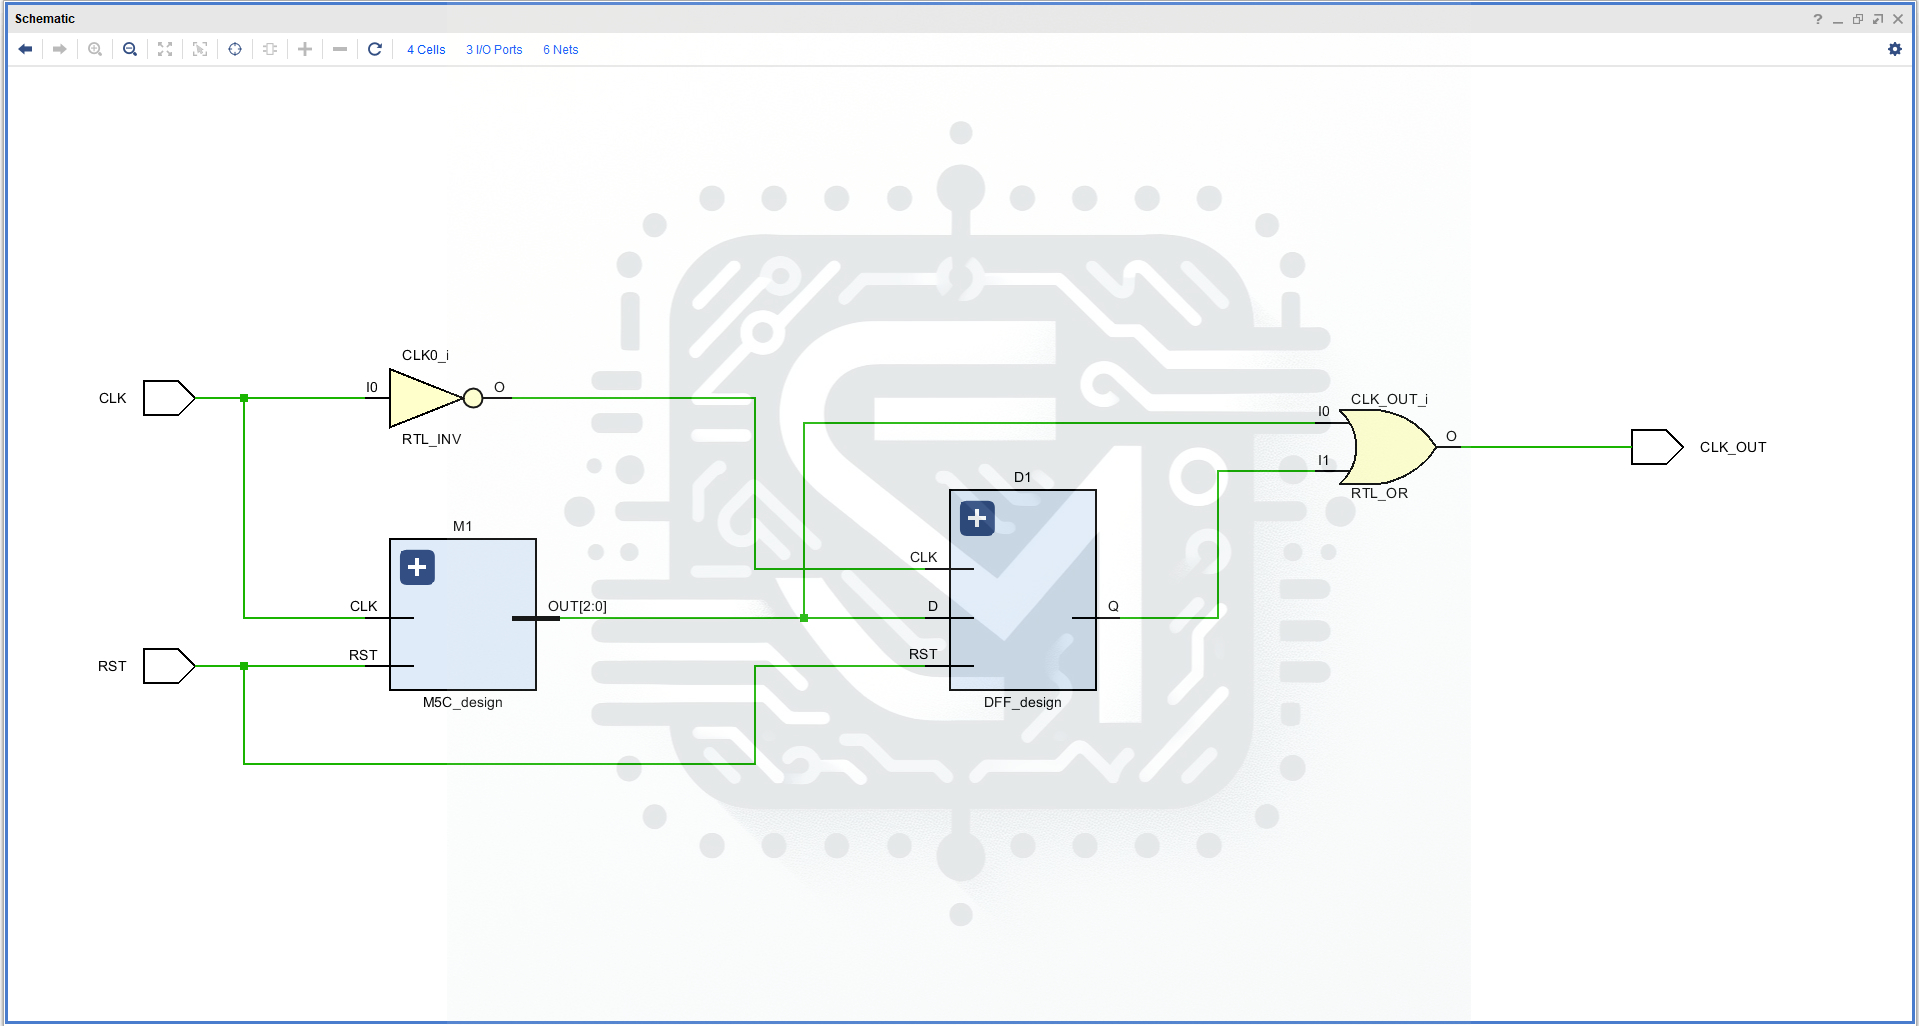 Schematic
?
4 Cells 3 I/O Ports 6 Nets
CLK
CLK0_i
I0
O
RTL_INV
CLK_OUT_i
I0
I1
O
RTL_OR
CLK_OUT
M1
CLK
RST
OUT[2:0]
M5C_design
RST
D1
CLK
D
RST
Q
DFF_design